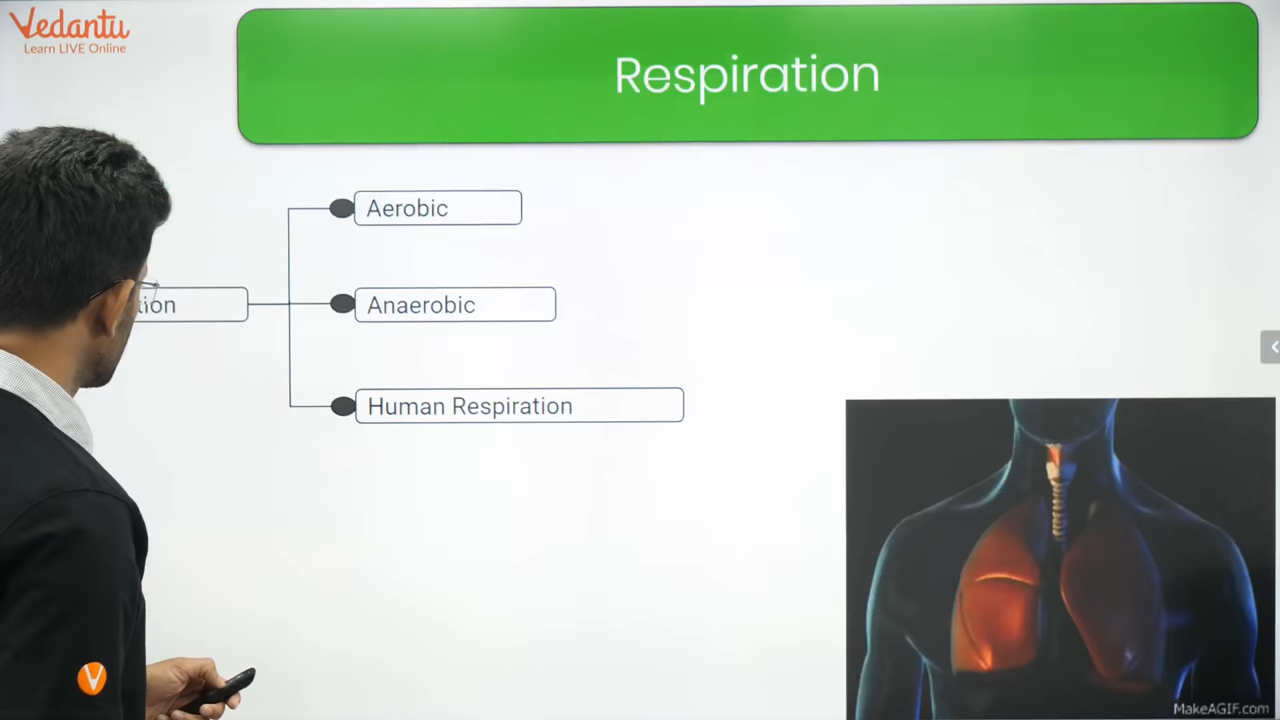 Vedantu
Learn LIVE Online
Respiration
Aerobic
tion
Anaerobic
Human Respiration
MakeAGIF.com